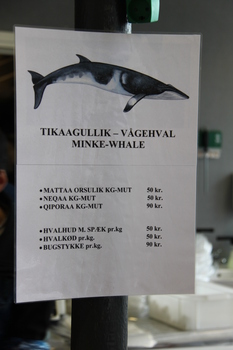 TIKAAGULLIK – VÅGEHVAL
MINKE-WHALE
• MATTAA ORSULIK KG-MUT 50 kr.
• NEQAA KG-MUT 50 kr.
• QIPORAA KG-MUT 90 kr.
• HVALHUD M. SPÆK pr.kg 50 kr.
• HVALKØD pr.kg. 50 kr.
• BUGSTYKKE pr.kg. 90 kr.